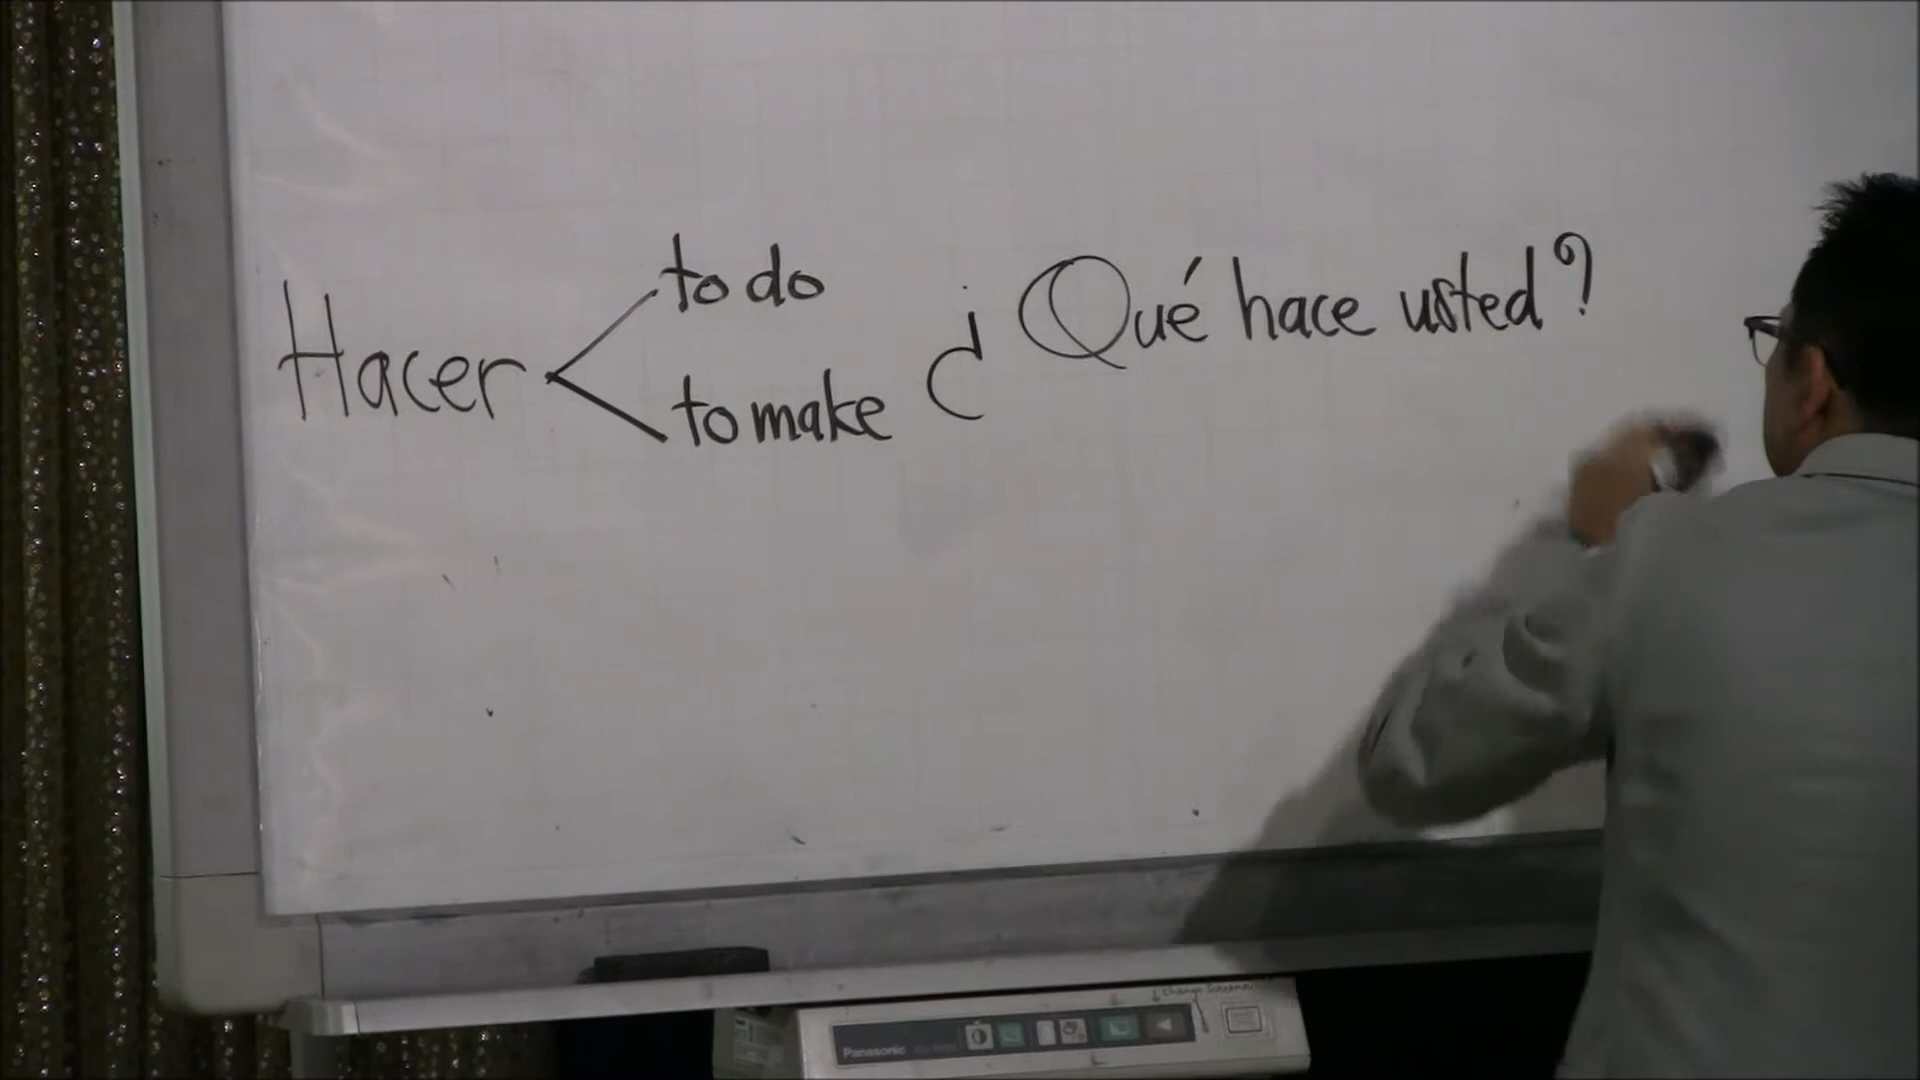 Hacer
to do
to make
¿Qué hace usted?
Panasonic